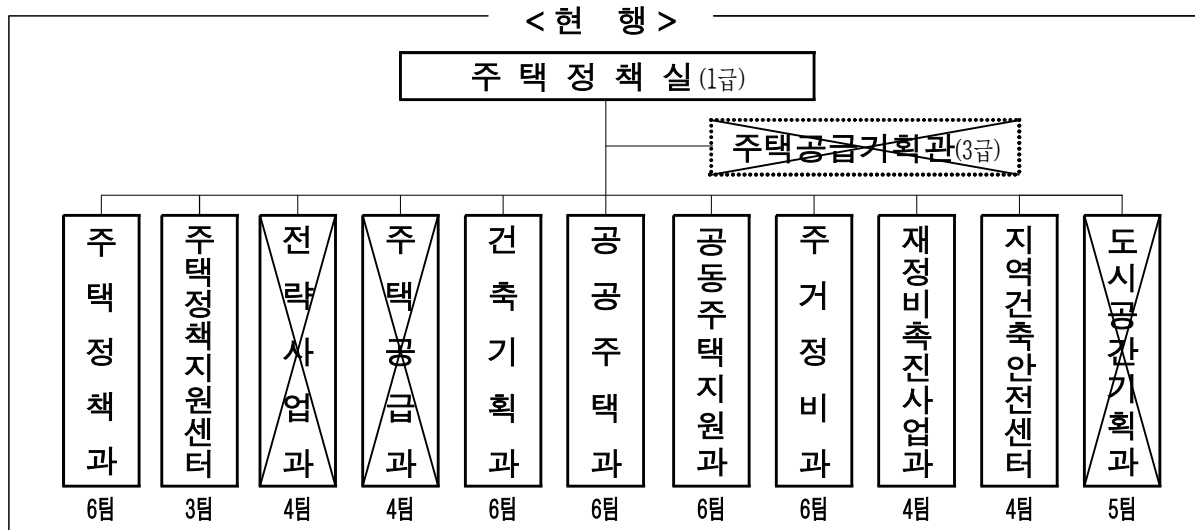 <현 행>
주 택 정 책 실 (1급)
주택공급기획관(3급)
주택정책과
주택정책지원센터
전략사업과
주택공급과
건축기획과
공공주택과
공동주택지원과
주거정비과
재정비촉진사업과
지역건축안전센터
도시공간기획과
6팀 3팀 4팀 4팀 6팀 6팀 6팀 6팀 4팀 4팀 5팀